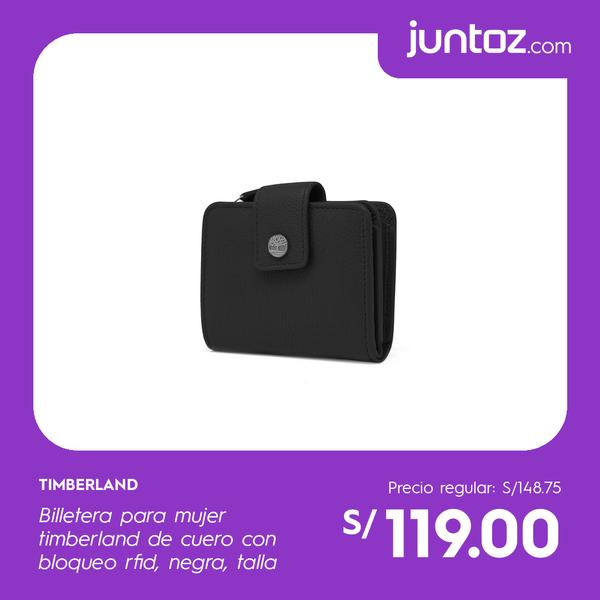 juntoz.com
TIMBERLAND
Billetera para mujer
timberland de cuero con
bloqueo rfid, negra, talla
Precio regular: S/148.75
S/119.00